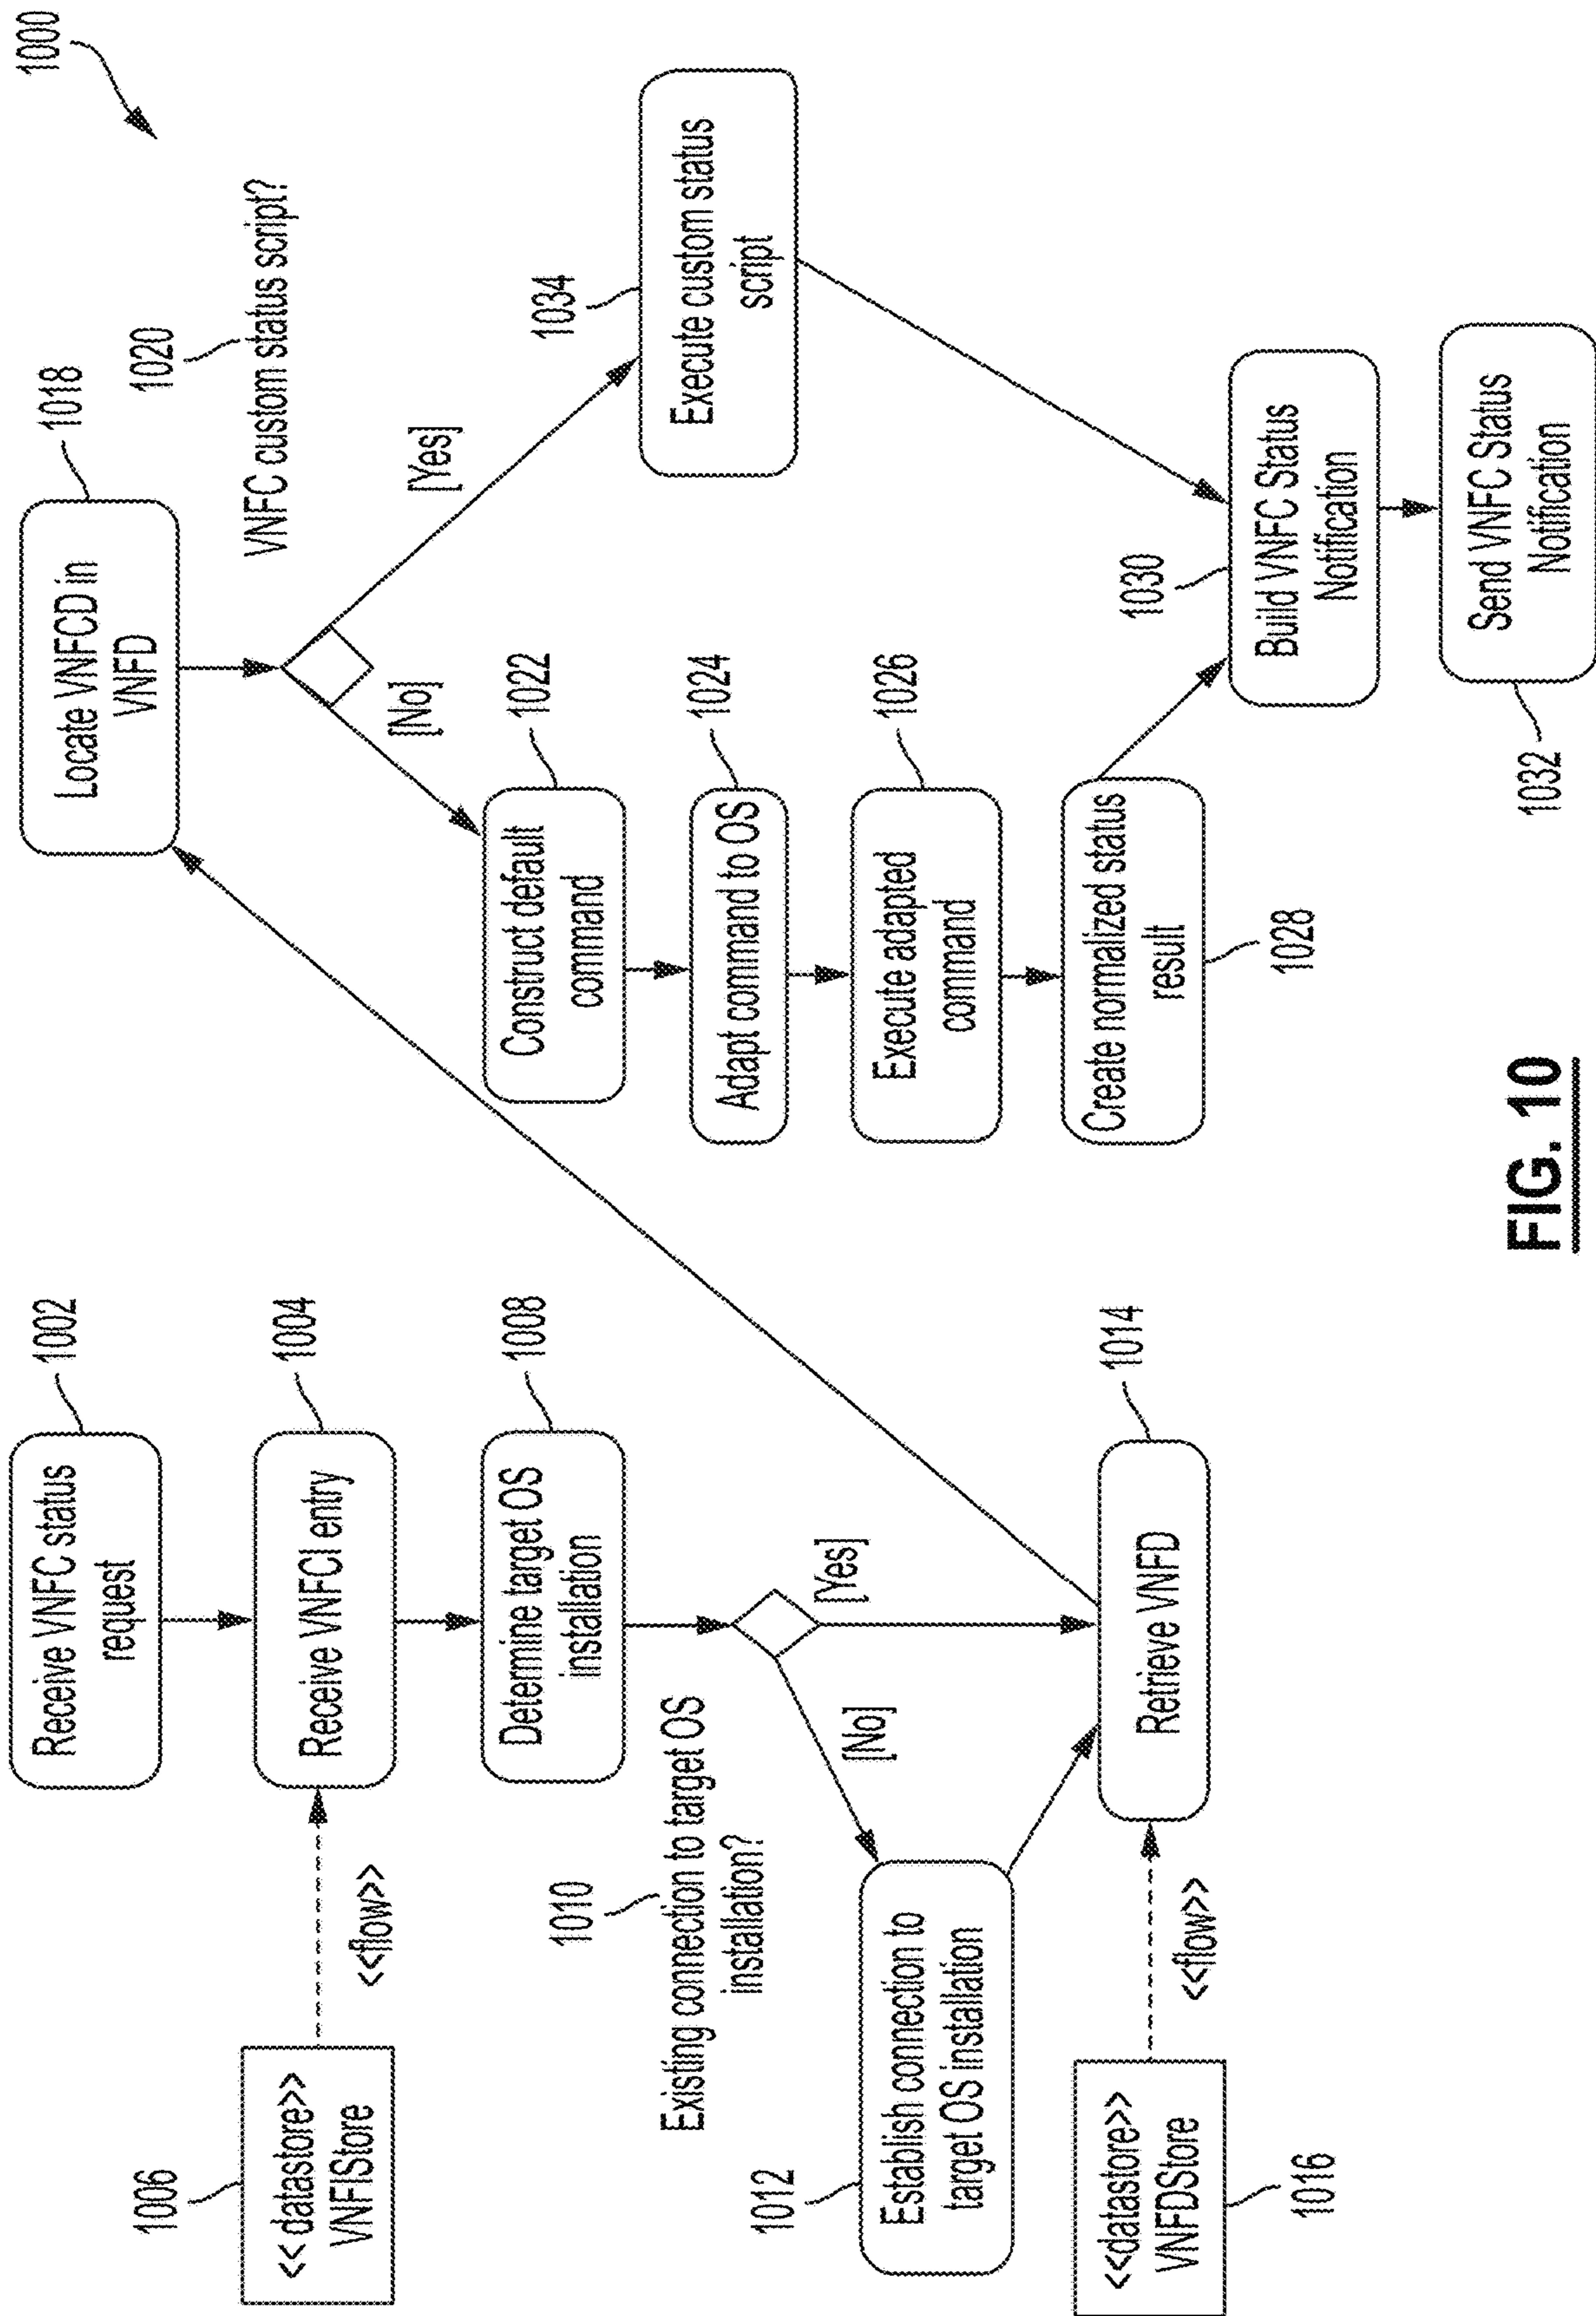 1000
Receive VNFC status
request
1002
<< datastore>>
VNFIStore
1006
<<flow>>
Receive VNFCI entry
1004
Determine target OS
installation
1008
1010
Existing connection to target OS
installation?
[No]
[Yes]
Establish connection to
target OS installation
1012
<<datastore>>
VNFDStore
1016
<<flow>>
Retrieve VNFD
1014
Locate VNFCD in
VNFD
1018
1020
VNFC custom status script?
[No]
[Yes]
Construct default
command
1022
Adapt command to OS
1024
Execute adapted
command
1026
Create normalized status
result
1028
1034
Execute custom status
script
1030
Build VNFC Status
Notification
1032
Send VNFC Status
Notification
FIG. 10